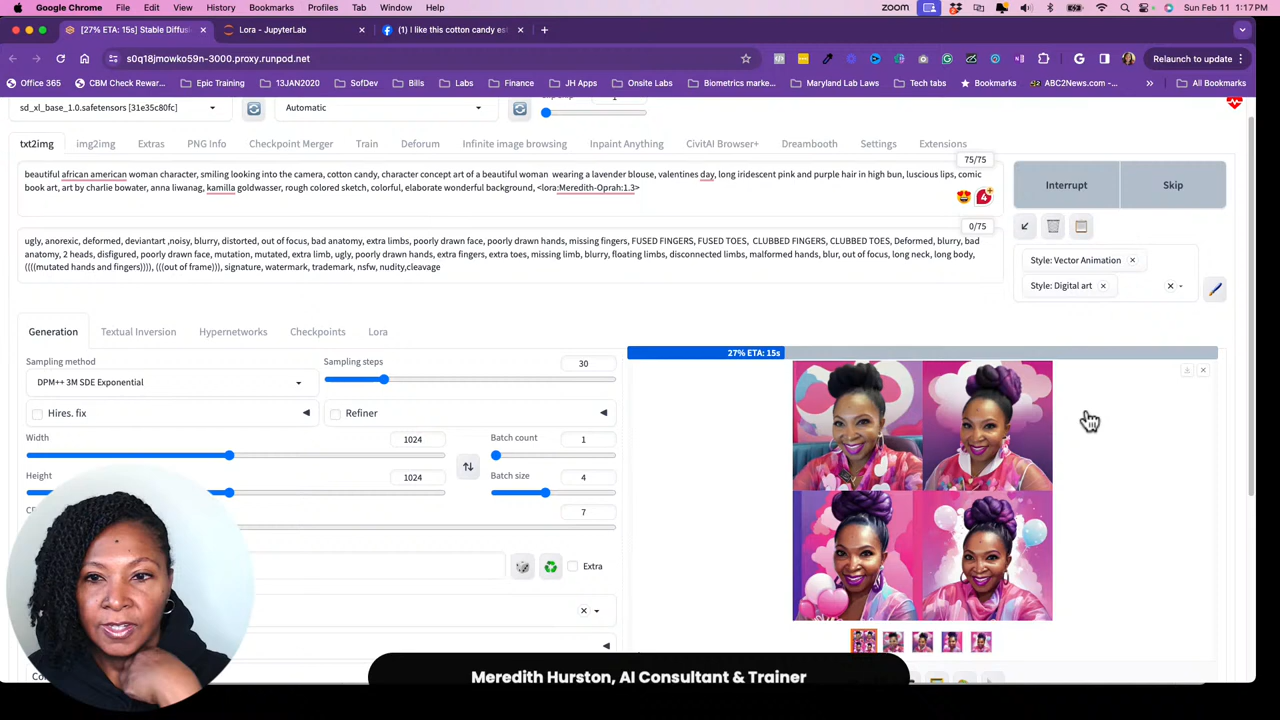 Google Chrome File Edit View History Bookmarks Profiles Tab Window Help
zoom
Sun Feb 11 1:17PM
[27% ETA: 15s] Stable Diffusi
Lora - JupyterLab
(1) I like this cotton candy est
s0q18jmowko59n-3000.proxy.runpod.net
Relaunch to update
Office 365 CBM Check Rewar... Epic Training 13JAN2020 SofDev Bills Labs Finance JH Apps Onsite Labs Biometrics market... Maryland Lab Laws Tech tabs Bookmarks ABC2News.com -... All Bookmarks
sd_xl_base_1.0.safetensors [31e35c80fc]
Automatic
1
txt2img img2img Extras PNG Info Checkpoint Merger Train Deforum Infinite image browsing Inpaint Anything CivitAI Browser+ Dreambooth Settings Extensions
75/75
beautiful african american woman character, smiling looking into the camera, cotton candy, character concept art of a beautiful woman wearing a lavender blouse, valentines day, long iridescent pink and purple hair in high bun, luscious lips, comic
book art, art by charlie bowater, anna liwanag, kamilla goldwasser, rough colored sketch, colorful, elaborate wonderful background, <lora:Meredith-Oprah:1.3>
4
Interrupt
Skip
0/75
ugly, anorexic, deformed, deviantart ,noisy, blurry, distorted, out of focus, bad anatomy, extra limbs, poorly drawn face, poorly drawn hands, missing fingers, FUSED FINGERS, FUSED TOES, CLUBBED FINGERS, CLUBBED TOES, Deformed, blurry, bad
anatomy, 2 heads, disfigured, poorly drawn face, mutation, mutated, extra limb, ugly, poorly drawn hands, extra fingers, extra toes, missing limb, blurry, floating limbs, disconnected limbs, malformed hands, blur, out of focus, long neck, long body,
((((mutated hands and fingers)))), (((out of frame))), signature, watermark, trademark, nsfw, nudity,cleavage
Style: Vector Animation
Style: Digital art
Generation Textual Inversion Hypernetworks Checkpoints Lora
Sampling method
Sampling steps
30
DPM++ 3M SDE Exponential
27% ETA: 15s
Hires. fix
Refiner
Width
1024
Batch count
1
Height
1024
Batch size
4
7
Extra
Meredith Hurston, AI Consultant & Trainer